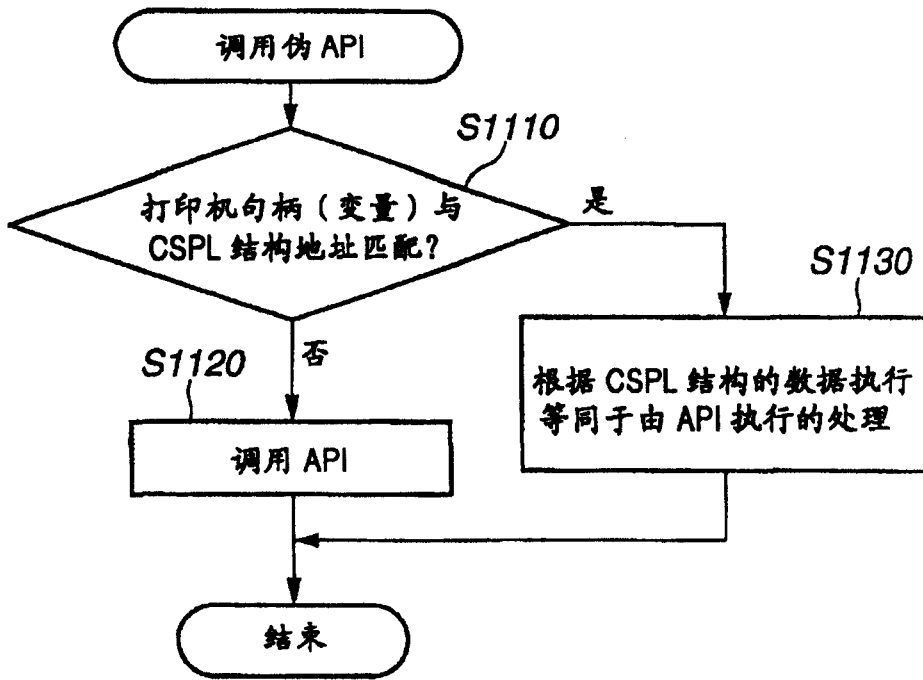 调用伪 API
S1110
打印机句柄（变量）与
CSPL 结构地址匹配?
是
S1130
否
S1120
根据 CSPL 结构的数据执行
等同于由 API 执行的处理
调用 API
结束